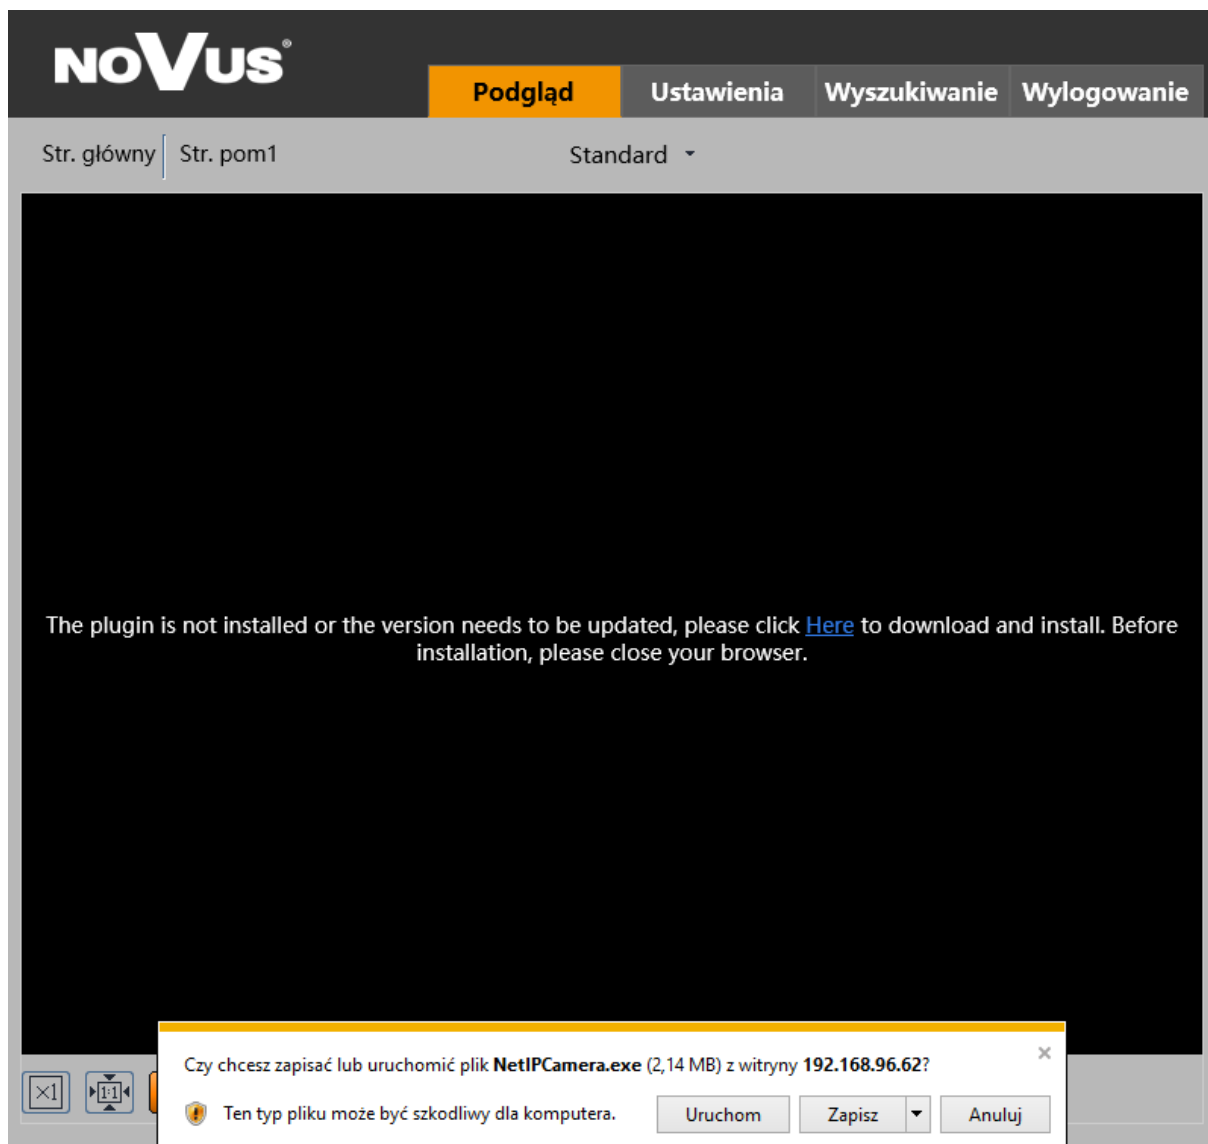 NOVUS®
Podgląd Ustawienia Wyszukiwanie Wylogowanie
Str. główny Str. pom1 Standard
The plugin is not installed or the version needs to be updated, please click Here to download and install. Before
installation, please close your browser.
Czy chcesz zapisać lub uruchomić plik NetIPCamera.exe (2,14 MB) z witryny 192.168.96.62?
Ten typ pliku może być szkodliwy dla komputera. Uruchom Zapisz Anuluj
×1 1:1